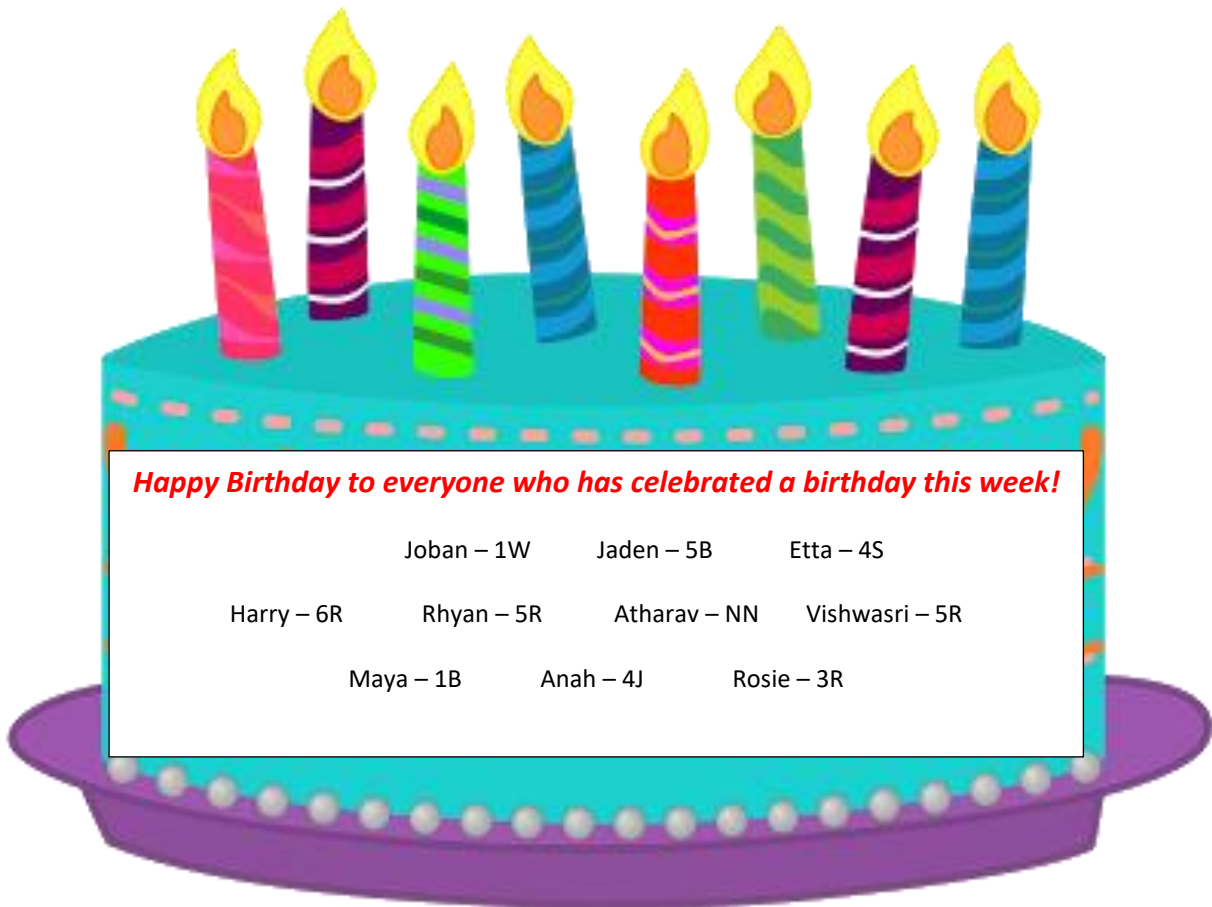 Happy Birthday to everyone who has celebrated a birthday this week!
Joban – 1W Jaden – 5B Etta – 4S
Harry – 6R Rhyan – 5R Atharav – NN Vishwasri – 5R
Maya – 1B Anah – 4J Rosie – 3R